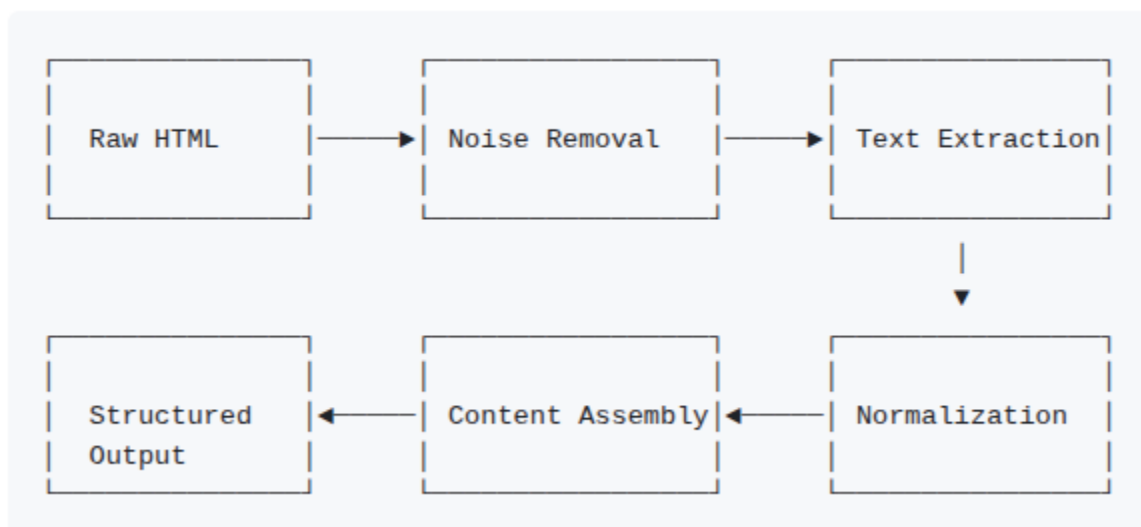 Raw HTML
Noise Removal
Text Extraction
Normalization
Content Assembly
Structured
Output